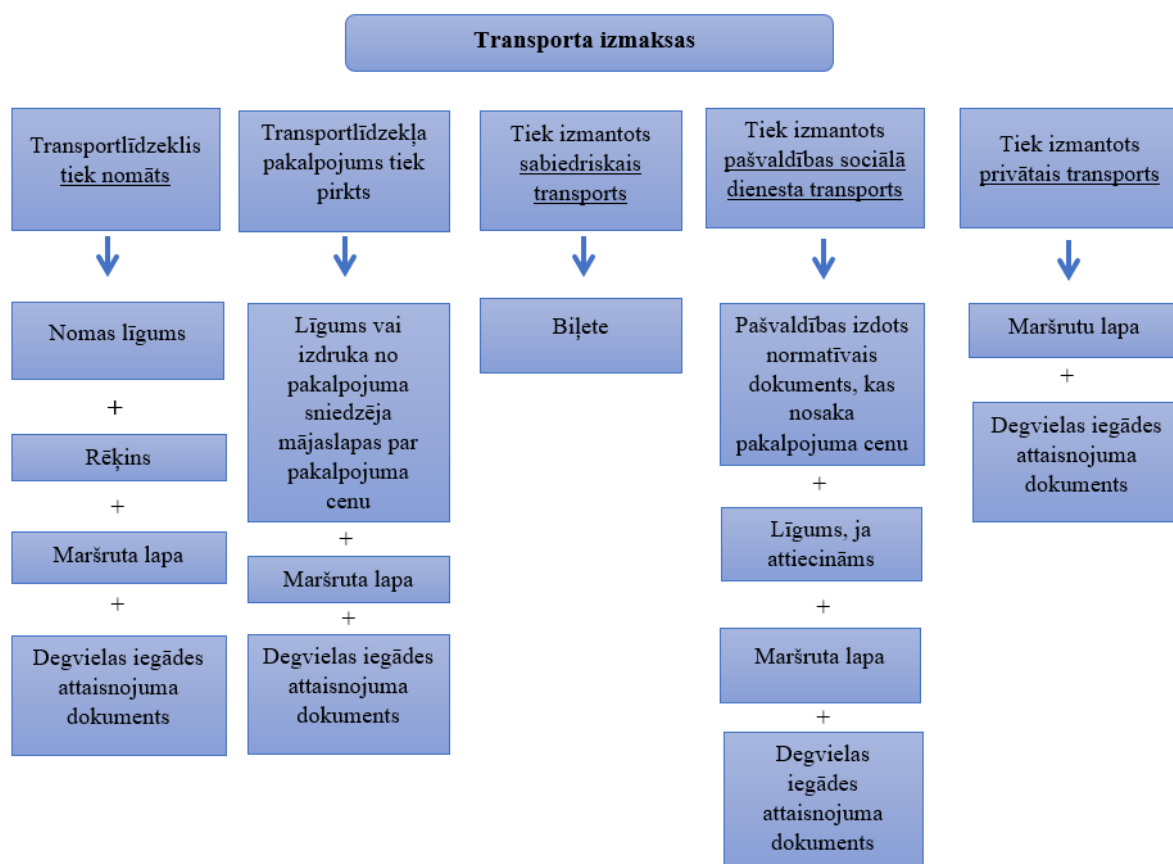 Transporta izmaksas
Transportlīdzeklis
tiek nomāts
Nomas līgums
+
Rēķins
+
Maršruta lapa
+
Degvielas iegādes
attaisnojuma
dokuments
Transportlīdzekļa
pakalpojums tiek
pirkts
Līgums vai
izdruka no
pakalpojuma
sniedzēja
mājaslapas par
pakalpojuma
cenu
+
Maršruta lapa
+
Degvielas iegādes
attaisnojuma
dokuments
Tiek izmantots
sabiedriskais
transports
Biļete
Tiek izmantots
pašvaldības sociālā
dienesta transports
Pašvaldības izdots
normatīvais
dokuments, kas
nosaka
pakalpojuma cenu
+
Līgums, ja
attiecināms
+
Maršruta lapa
+
Degvielas
iegādes
attaisnojuma
dokuments
Tiek izmantots
privātais transports
Maršrutu lapa
+
Degvielas iegādes
attaisnojuma
dokuments